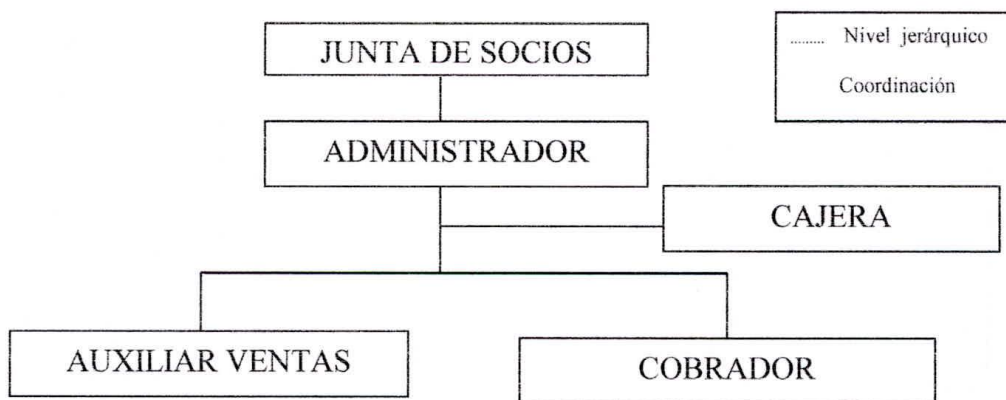 JUNTA DE SOCIOS
......... Nivel jerárquico
Coordinación
ADMINISTRADOR
CAJERA
AUXILIAR VENTAS
COBRADOR